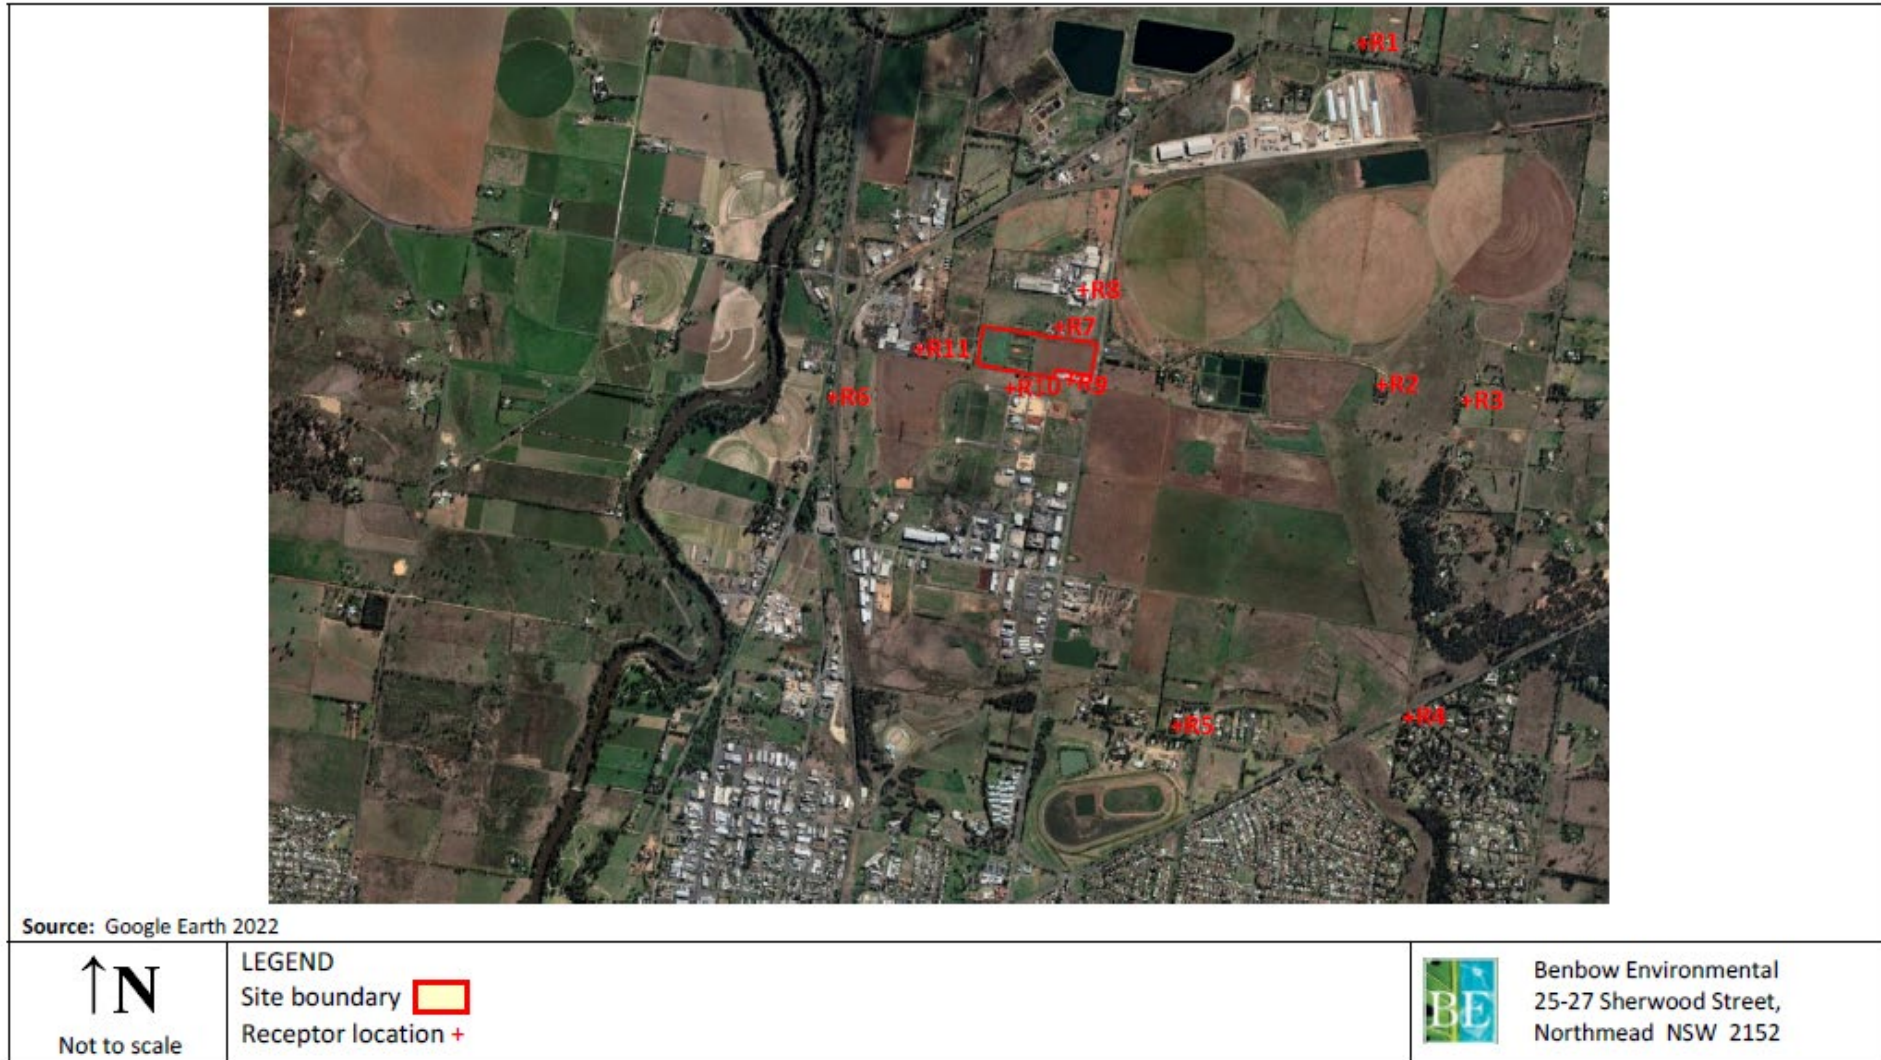 +R1
+R8
+R7
+R11
+R2
+R10
+R9
+R6
+R3
+R5
+R4
Source: Google Earth 2022
↑N
Not to scale
LEGEND
Site boundary
Receptor location +
BE
Benbow Environmental
25-27 Sherwood Street,
Northmead NSW 2152